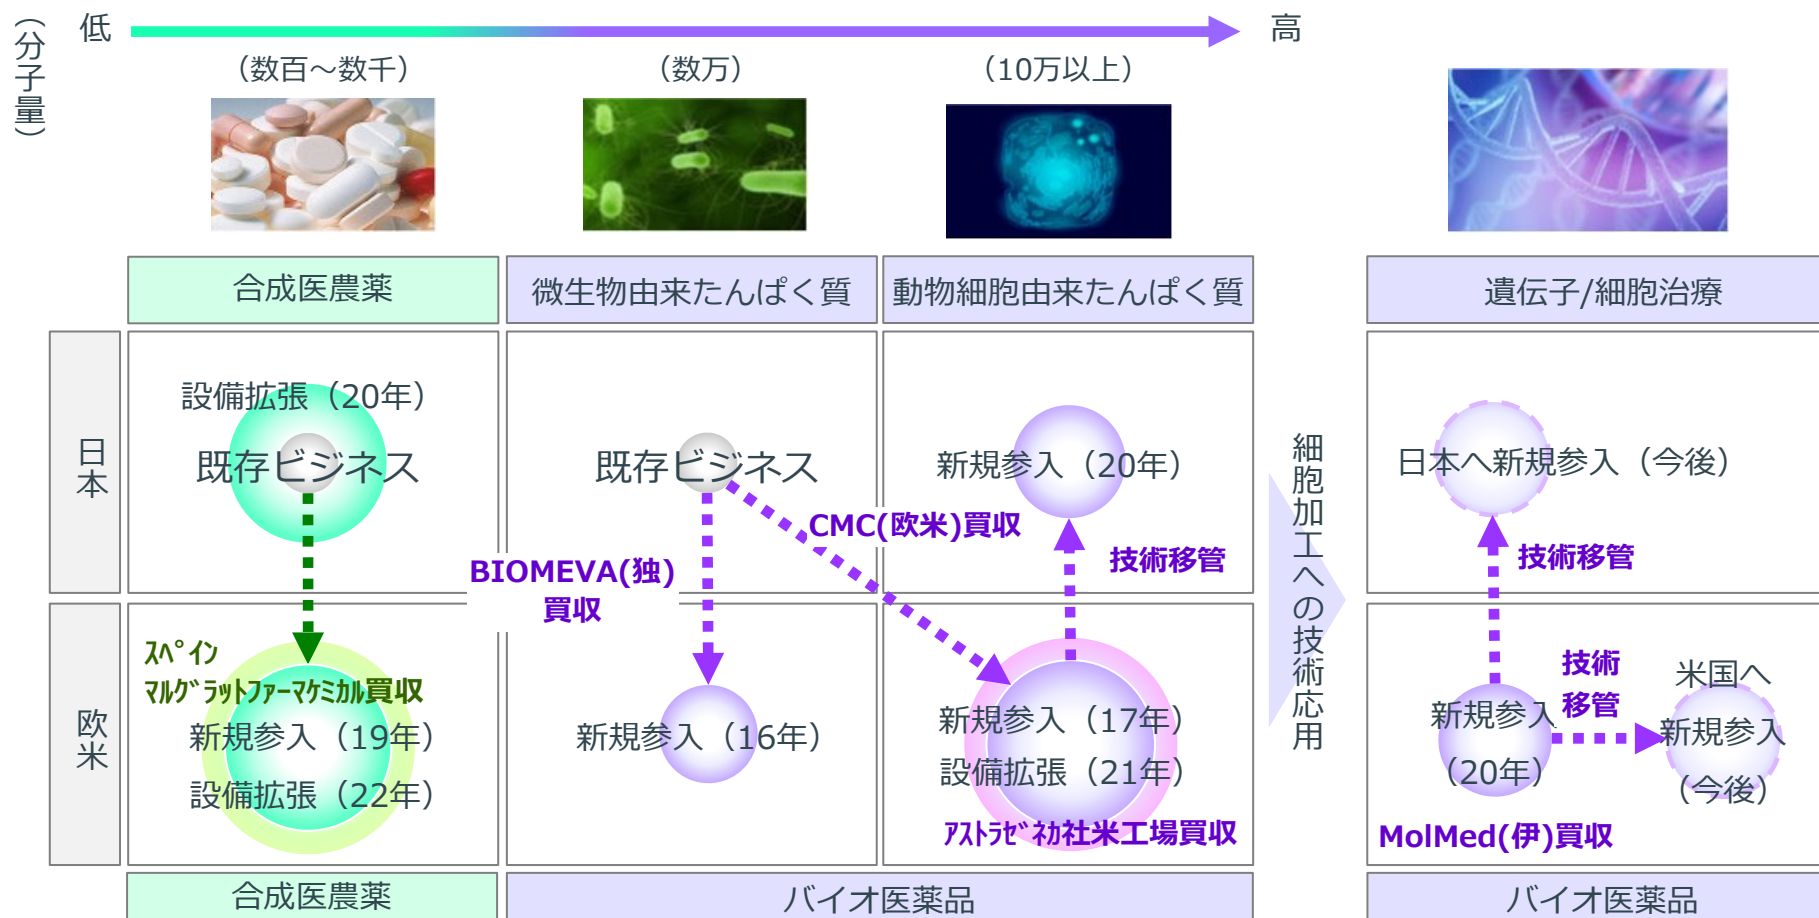 （分子量）
低
高
（数百～数千）
（数万）
（10万以上）
合成医農薬
微生物由来たんぱく質
動物細胞由来たんぱく質
遺伝子/細胞治療
日本
設備拡張（20年）
既存ビジネス
既存ビジネス
新規参入（20年）
日本へ新規参入（今後）
CMC(欧米)買収
BIOMEVA(独)
買収
技術移管
技術移管
細胞加工への技術応用
欧米
ｽﾍﾟｲﾝ
ﾏﾙｸﾞﾗｯﾄﾌｧｰﾏｹﾐｶﾙ買収
新規参入（19年）
設備拡張（22年）
新規参入（16年）
新規参入（17年）
設備拡張（21年）
ｱｽﾄﾗｾﾞﾈｶ社米工場買収
新規参入
（20年）
技術
移管
米国へ
新規参入
（今後）
MolMed(伊)買収
合成医農薬
バイオ医薬品
バイオ医薬品